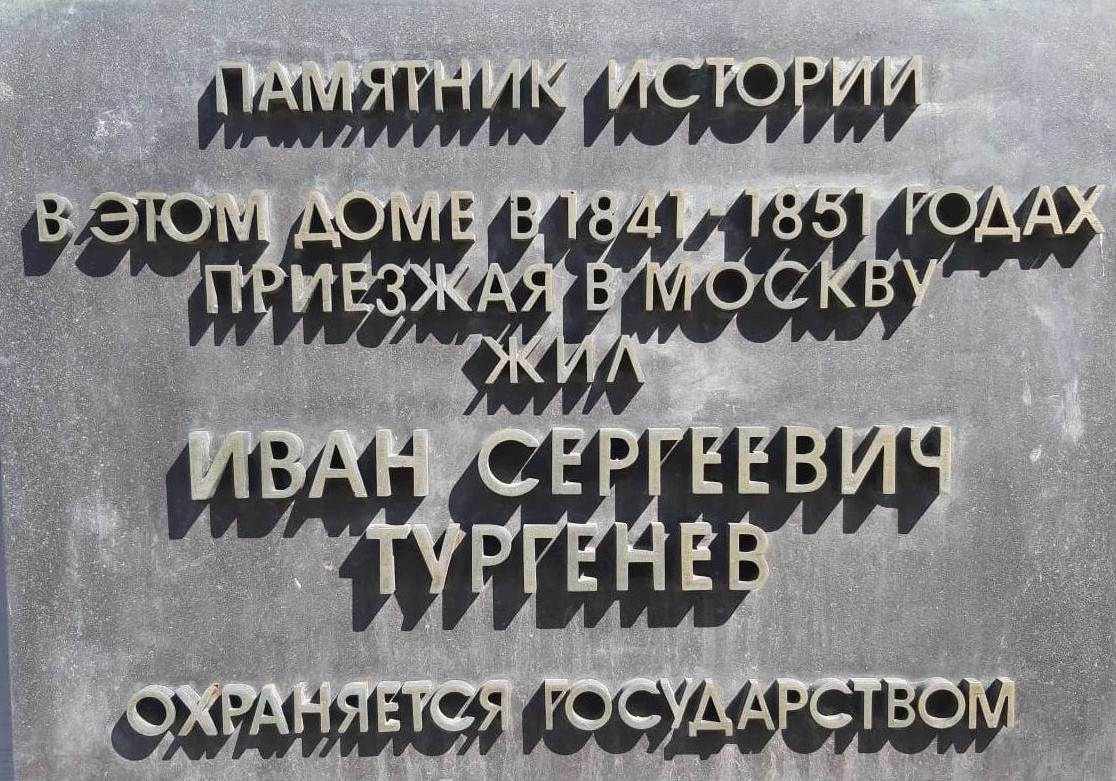 ПАМЯТНИК ИСТОРИИ
В ЭТОМ ДОМЕ В 1841-1851 ГОДАХ
ПРИЕЗЖАЯ В МОСКВУ
ЖИЛ
ИВАН СЕРГЕЕВИЧ
ТУРГЕНЕВ
ОХРАНЯЕТСЯ ГОСУДАРСТВОМ